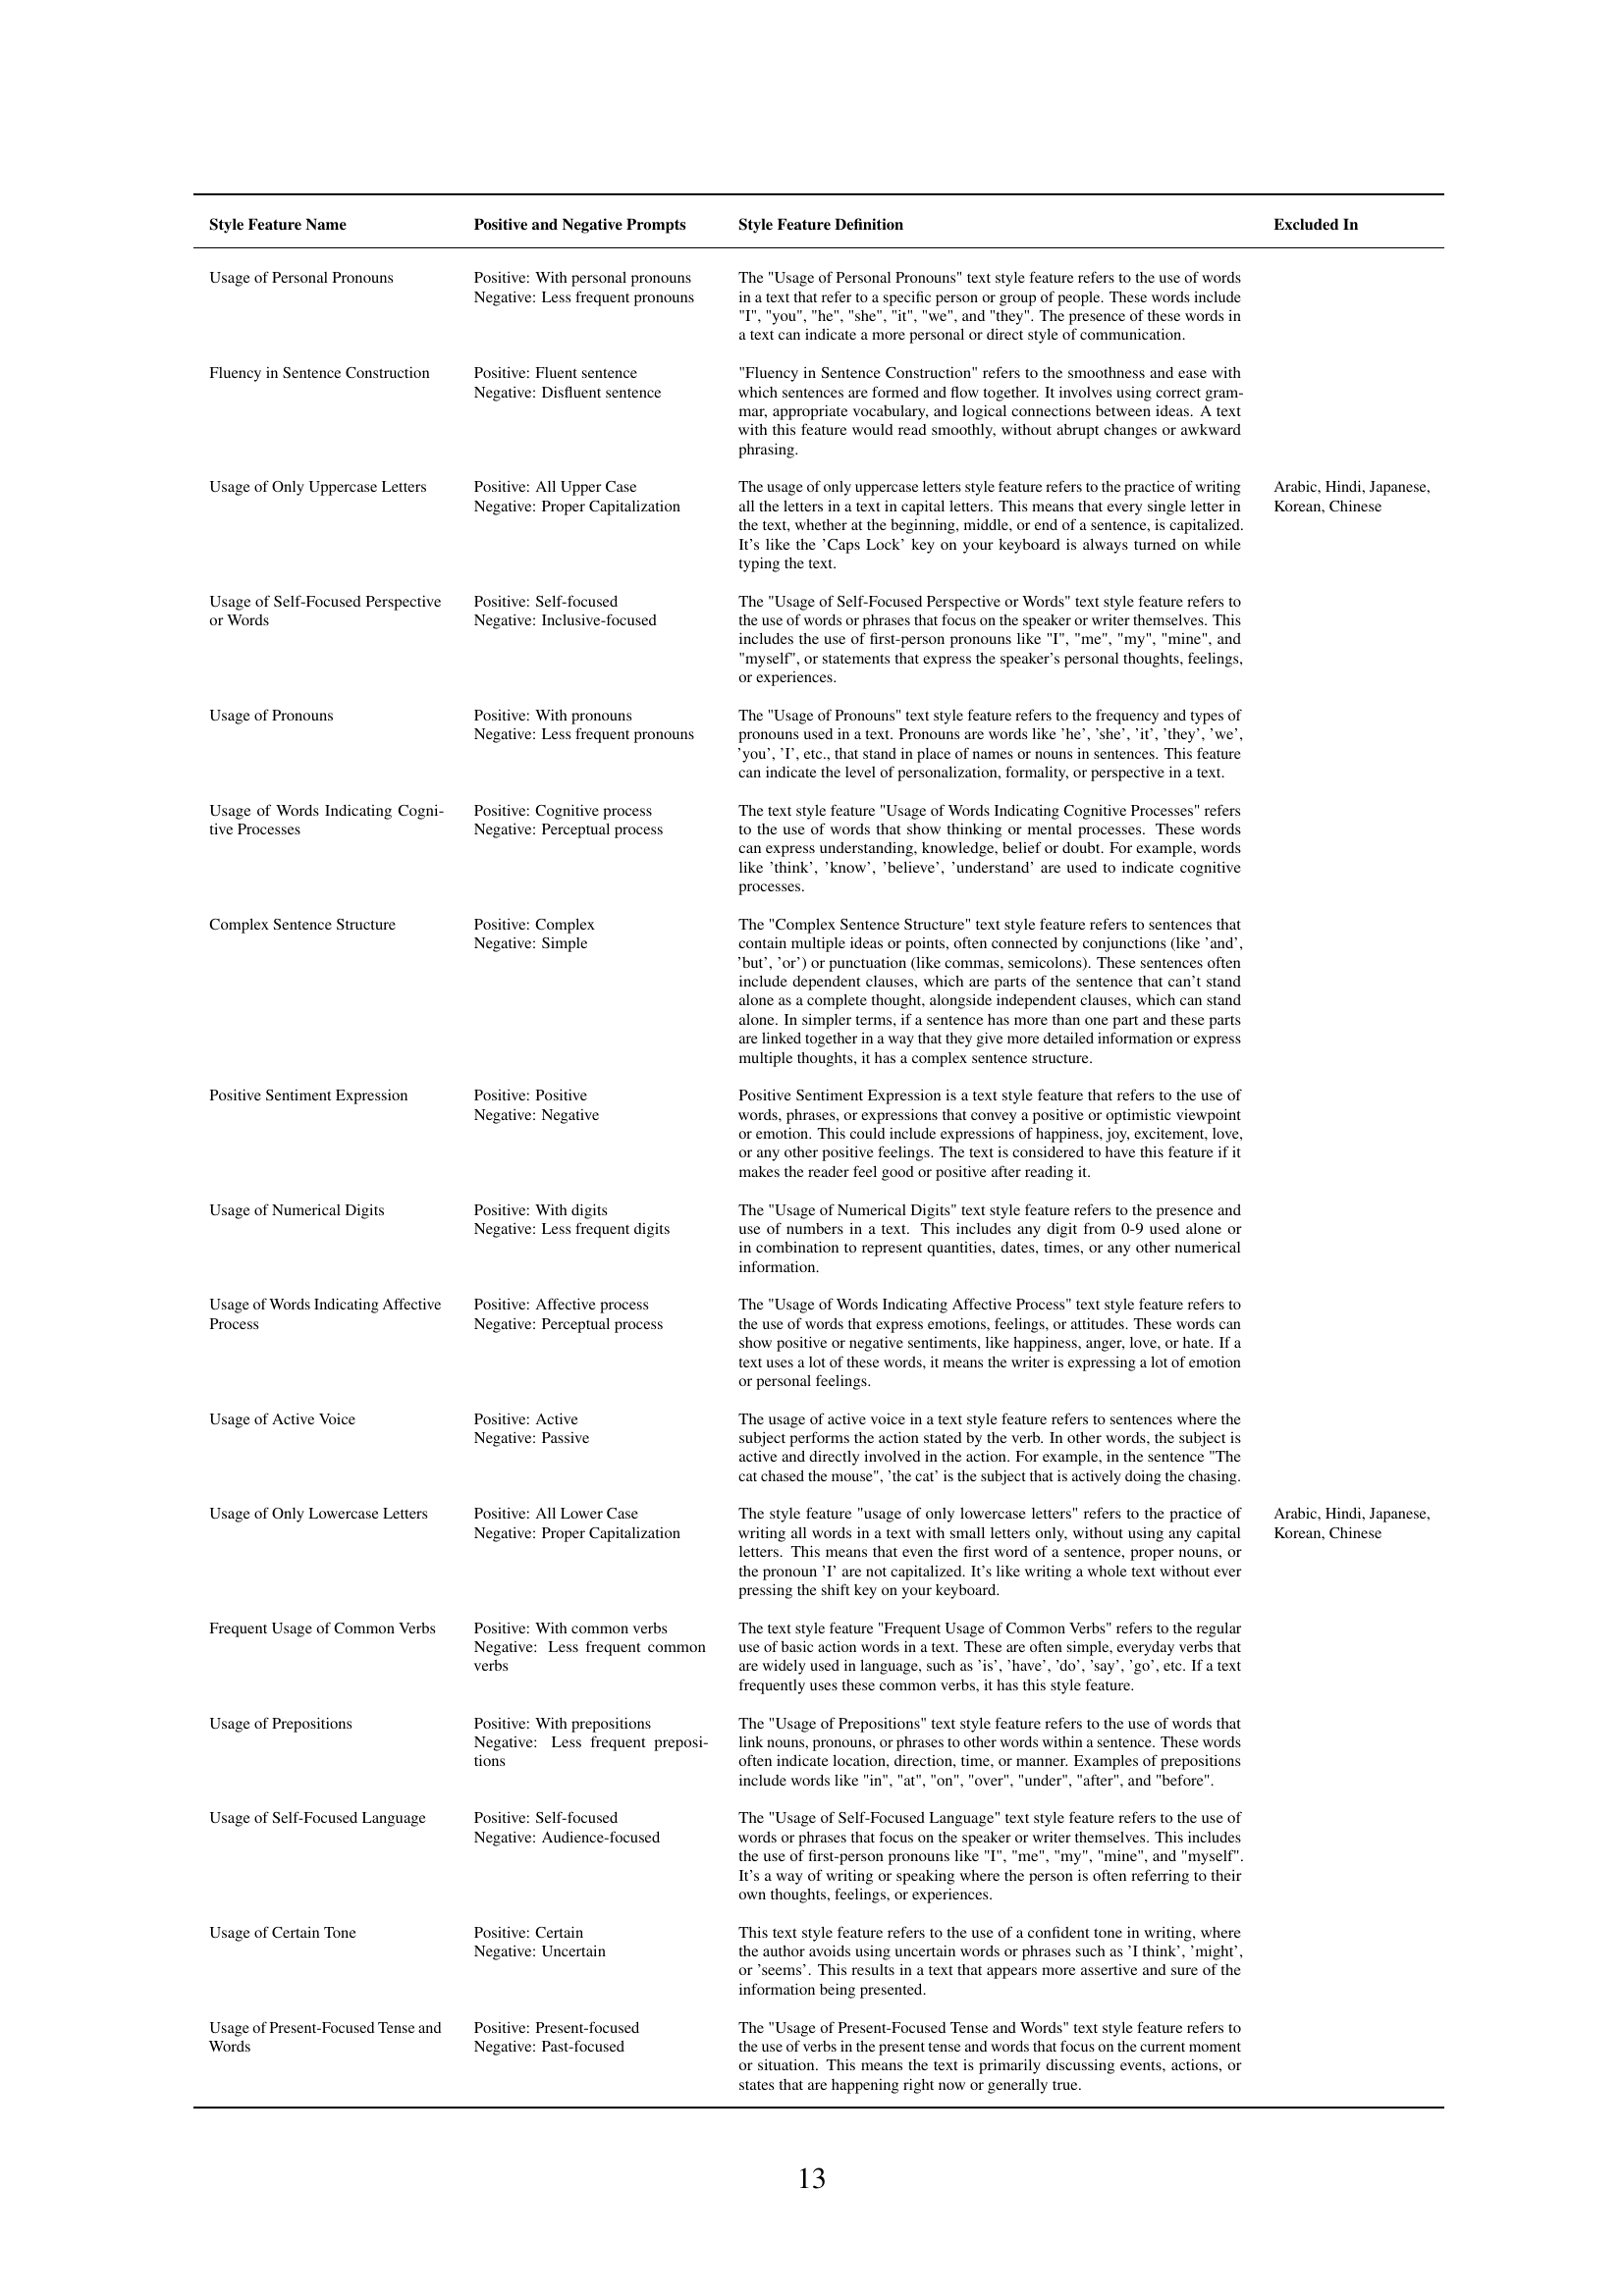 Style Feature Name
Positive and Negative Prompts
Style Feature Definition
Excluded In
Usage of Personal Pronouns
Positive: With personal pronouns
Negative: Less frequent pronouns
The "Usage of Personal Pronouns" text style feature refers to the use of words
in a text that refer to a specific person or group of people. These words include
"I", "you", "he", "she", "it", "we", and "they". The presence of these words in
a text can indicate a more personal or direct style of communication.
Fluency in Sentence Construction
Positive: Fluent sentence
Negative: Disfluent sentence
"Fluency in Sentence Construction" refers to the smoothness and ease with
which sentences are formed and flow together. It involves using correct gram-
mar, appropriate vocabulary, and logical connections between ideas. A text
with this feature would read smoothly, without abrupt changes or awkward
phrasing.
Usage of Only Uppercase Letters
Positive: All Upper Case
Negative: Proper Capitalization
The usage of only uppercase letters style feature refers to the practice of writing
all the letters in a text in capital letters. This means that every single letter in
the text, whether at the beginning, middle, or end of a sentence, is capitalized.
It's like the 'Caps Lock' key on your keyboard is always turned on while
typing the text.
Arabic, Hindi, Japanese,
Korean, Chinese
Usage of Self-Focused Perspective
or Words
Positive: Self-focused
Negative: Inclusive-focused
The "Usage of Self-Focused Perspective or Words" text style feature refers to
the use of words or phrases that focus on the speaker or writer themselves. This
includes the use of first-person pronouns like "I", "me", "my", "mine", and
"myself", or statements that express the speaker's personal thoughts, feelings,
or experiences.
Usage of Pronouns
Positive: With pronouns
Negative: Less frequent pronouns
The "Usage of Pronouns" text style feature refers to the frequency and types of
pronouns used in a text. Pronouns are words like 'he', 'she', 'it', 'they', 'we',
'you', 'I', etc., that stand in place of names or nouns in sentences. This feature
can indicate the level of personalization, formality, or perspective in a text.
Usage of Words Indicating Cogni-
tive Processes
Positive: Cognitive process
Negative: Perceptual process
The text style feature "Usage of Words Indicating Cognitive Processes" refers
to the use of words that show thinking or mental processes. These words
can express understanding, knowledge, belief or doubt. For example, words
like 'think', 'know', 'believe', 'understand' are used to indicate cognitive
processes.
Complex Sentence Structure
Positive: Complex
Negative: Simple
The "Complex Sentence Structure" text style feature refers to sentences that
contain multiple ideas or points, often connected by conjunctions (like 'and',
'but', 'or') or punctuation (like commas, semicolons). These sentences often
include dependent clauses, which are parts of the sentence that can't stand
alone as a complete thought, alongside independent clauses, which can stand
alone. In simpler terms, if a sentence has more than one part and these parts
are linked together in a way that they give more detailed information or express
multiple thoughts, it has a complex sentence structure.
Positive Sentiment Expression
Positive: Positive
Negative: Negative
Positive Sentiment Expression is a text style feature that refers to the use of
words, phrases, or expressions that convey a positive or optimistic viewpoint
or emotion. This could include expressions of happiness, joy, excitement, love,
or any other positive feelings. The text is considered to have this feature if it
makes the reader feel good or positive after reading it.
Usage of Numerical Digits
Positive: With digits
Negative: Less frequent digits
The "Usage of Numerical Digits" text style feature refers to the presence and
use of numbers in a text. This includes any digit from 0-9 used alone or
in combination to represent quantities, dates, times, or any other numerical
information.
Usage of Words Indicating Affective
Process
Positive: Affective process
Negative: Perceptual process
The "Usage of Words Indicating Affective Process" text style feature refers to
the use of words that express emotions, feelings, or attitudes. These words can
show positive or negative sentiments, like happiness, anger, love, or hate. If a
text uses a lot of these words, it means the writer is expressing a lot of emotion
or personal feelings.
Usage of Active Voice
Positive: Active
Negative: Passive
The usage of active voice in a text style feature refers to sentences where the
subject performs the action stated by the verb. In other words, the subject is
active and directly involved in the action. For example, in the sentence "The
cat chased the mouse", 'the cat' is the subject that is actively doing the chasing.
Usage of Only Lowercase Letters
Positive: All Lower Case
Negative: Proper Capitalization
The style feature "usage of only lowercase letters" refers to the practice of
writing all words in a text with small letters only, without using any capital
letters. This means that even the first word of a sentence, proper nouns, or
the pronoun 'I' are not capitalized. It's like writing a whole text without ever
pressing the shift key on your keyboard.
Arabic, Hindi, Japanese,
Korean, Chinese
Frequent Usage of Common Verbs
Positive: With common verbs
Negative: Less frequent common
verbs
The text style feature "Frequent Usage of Common Verbs" refers to the regular
use of basic action words in a text. These are often simple, everyday verbs that
are widely used in language, such as 'is', 'have', 'do', 'say', 'go', etc. If a text
frequently uses these common verbs, it has this style feature.
Usage of Prepositions
Positive: With prepositions
Negative: Less frequent preposi-
tions
The "Usage of Prepositions" text style feature refers to the use of words that
link nouns, pronouns, or phrases to other words within a sentence. These words
often indicate location, direction, time, or manner. Examples of prepositions
include words like "in", "at", "on", "over", "under", "after", and "before".
Usage of Self-Focused Language
Positive: Self-focused
Negative: Audience-focused
The "Usage of Self-Focused Language" text style feature refers to the use of
words or phrases that focus on the speaker or writer themselves. This includes
the use of first-person pronouns like "I", "me", "my", "mine", and "myself".
It's a way of writing or speaking where the person is often referring to their
own thoughts, feelings, or experiences.
Usage of Certain Tone
Positive: Certain
Negative: Uncertain
This text style feature refers to the use of a confident tone in writing, where
the author avoids using uncertain words or phrases such as 'I think', 'might',
or 'seems'. This results in a text that appears more assertive and sure of the
information being presented.
Usage of Present-Focused Tense and
Words
Positive: Present-focused
Negative: Past-focused
The "Usage of Present-Focused Tense and Words" text style feature refers to
the use of verbs in the present tense and words that focus on the current moment
or situation. This means the text is primarily discussing events, actions, or
states that are happening right now or generally true.
13